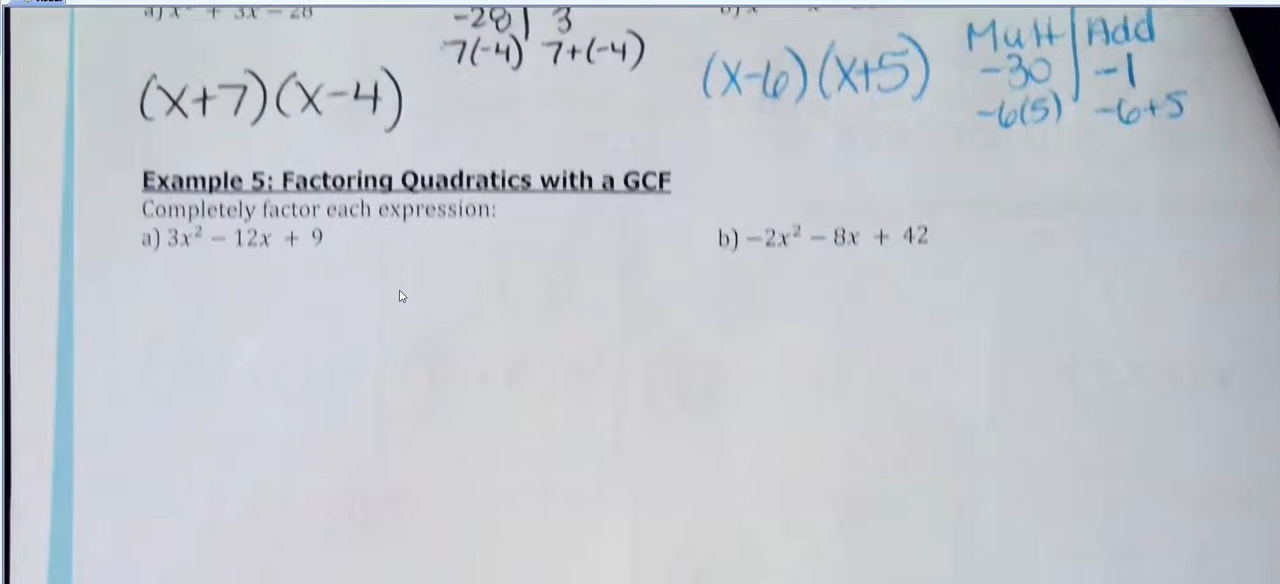 -28 | 3
7(-4) 7+(-4)
(x+7)(x-4)
Mult | Add
-30 | -1
-6(5) -6+5
(x-6)(x+5)
Example 5: Factoring Quadratics with a GCF
Completely factor each expression:
a) 3x² − 12x + 9
b) −2x² − 8x + 42